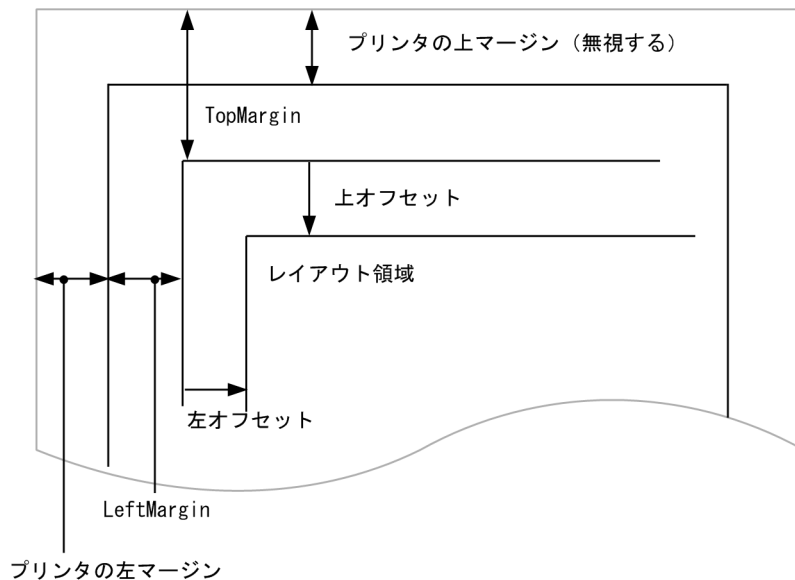 プリンタの上マージン（無視する）
TopMargin
上オフセット
レイアウト領域
左オフセット
LeftMargin
プリンタの左マージン